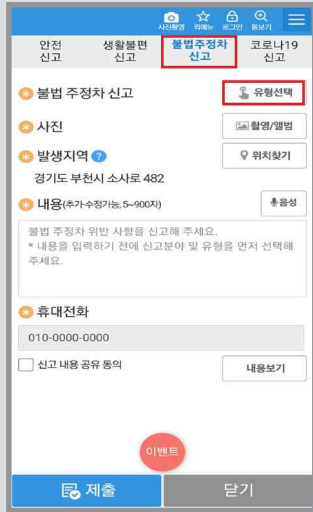 사진촬영 퀵메뉴 로그인 돋보기
안전 신고
생활불편 신고
불법주정차 신고
코로나19 신고
불법 주정차 신고
유형선택
사진
촬영/앨범
발생지역 ?
위치찾기
경기도 부천시 소사로 482
내용(추가·수정가능, 5~900자)
음성
불법 주정차 위반 사항을 신고해 주세요.
* 내용을 입력하기 전에 신고분야 및 유형을 먼저 선택해
주세요.
휴대전화
010-0000-0000
신고 내용 공유 동의
내용보기
이벤트
제출
닫기